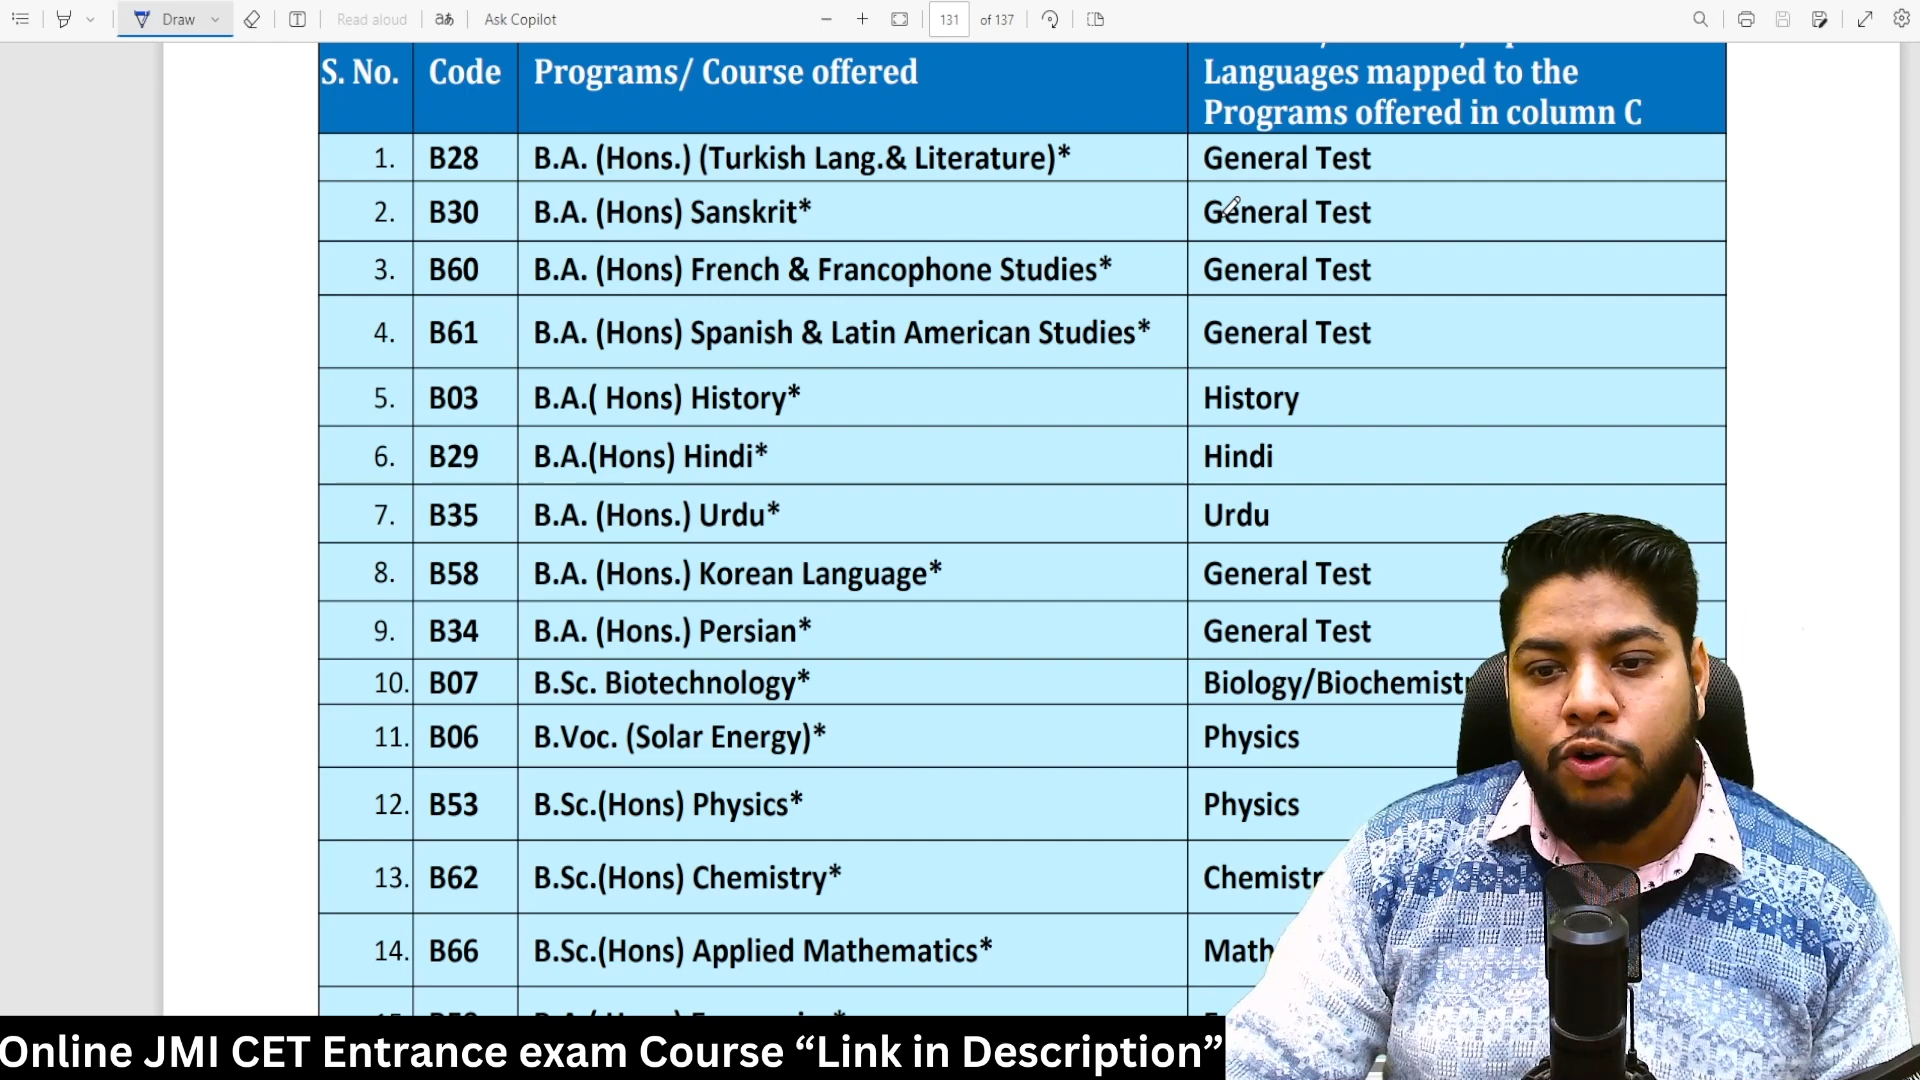 Draw
Read aloud
Ask Copilot
131
of 137
S. No.
Code
Programs/ Course offered
Languages mapped to the
Programs offered in column C
1. B28 B.A. (Hons.) (Turkish Lang.& Literature)* General Test
2. B30 B.A. (Hons) Sanskrit* General Test
3. B60 B.A. (Hons) French & Francophone Studies* General Test
4. B61 B.A. (Hons) Spanish & Latin American Studies* General Test
5. B03 B.A.( Hons) History* History
6. B29 B.A.(Hons) Hindi* Hindi
7. B35 B.A. (Hons.) Urdu* Urdu
8. B58 B.A. (Hons.) Korean Language* General Test
9. B34 B.A. (Hons.) Persian* General Test
10. B07 B.Sc. Biotechnology* Biology/Biochemistr
11. B06 B.Voc. (Solar Energy)* Physics
12. B53 B.Sc.(Hons) Physics* Physics
13. B62 B.Sc.(Hons) Chemistry* Chemistr
14. B66 B.Sc.(Hons) Applied Mathematics* Math
Online JMI CET Entrance exam Course “Link in Description”